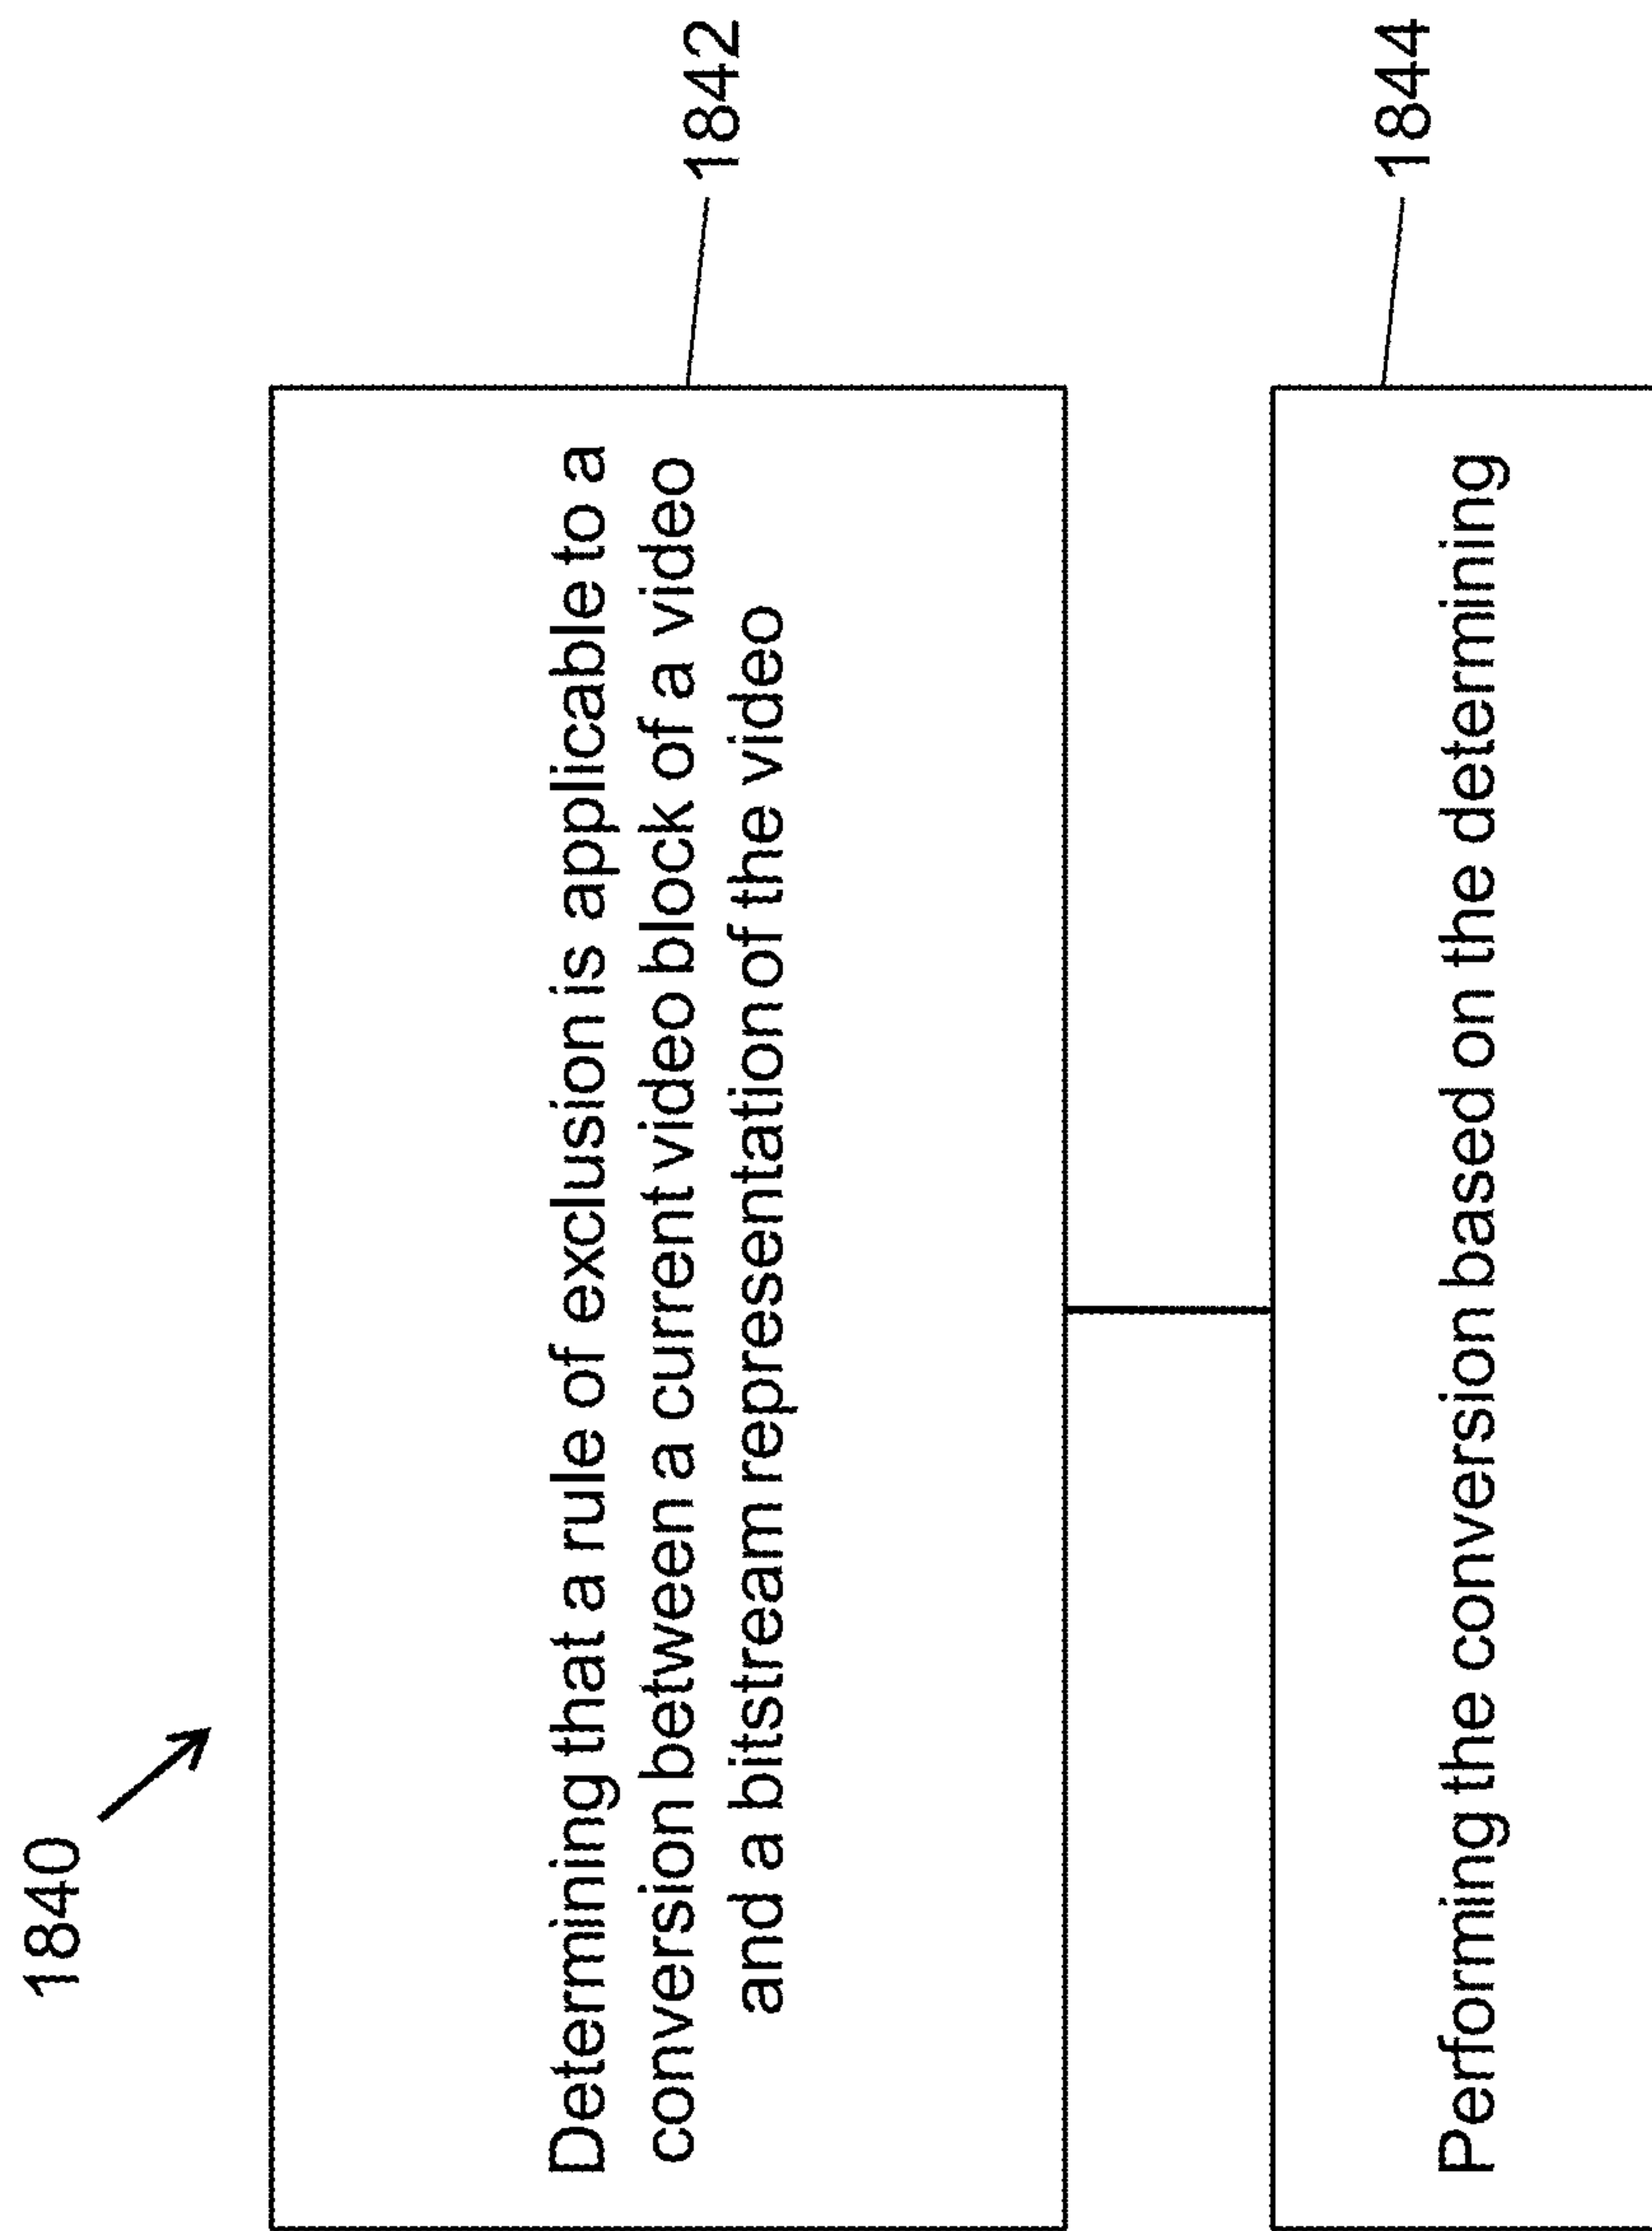 1840
Determining that a rule of exclusion is applicable to a
conversion between a current video block of a video
and a bitstream representation of the video
1842
Performing the conversion based on the determining
1844